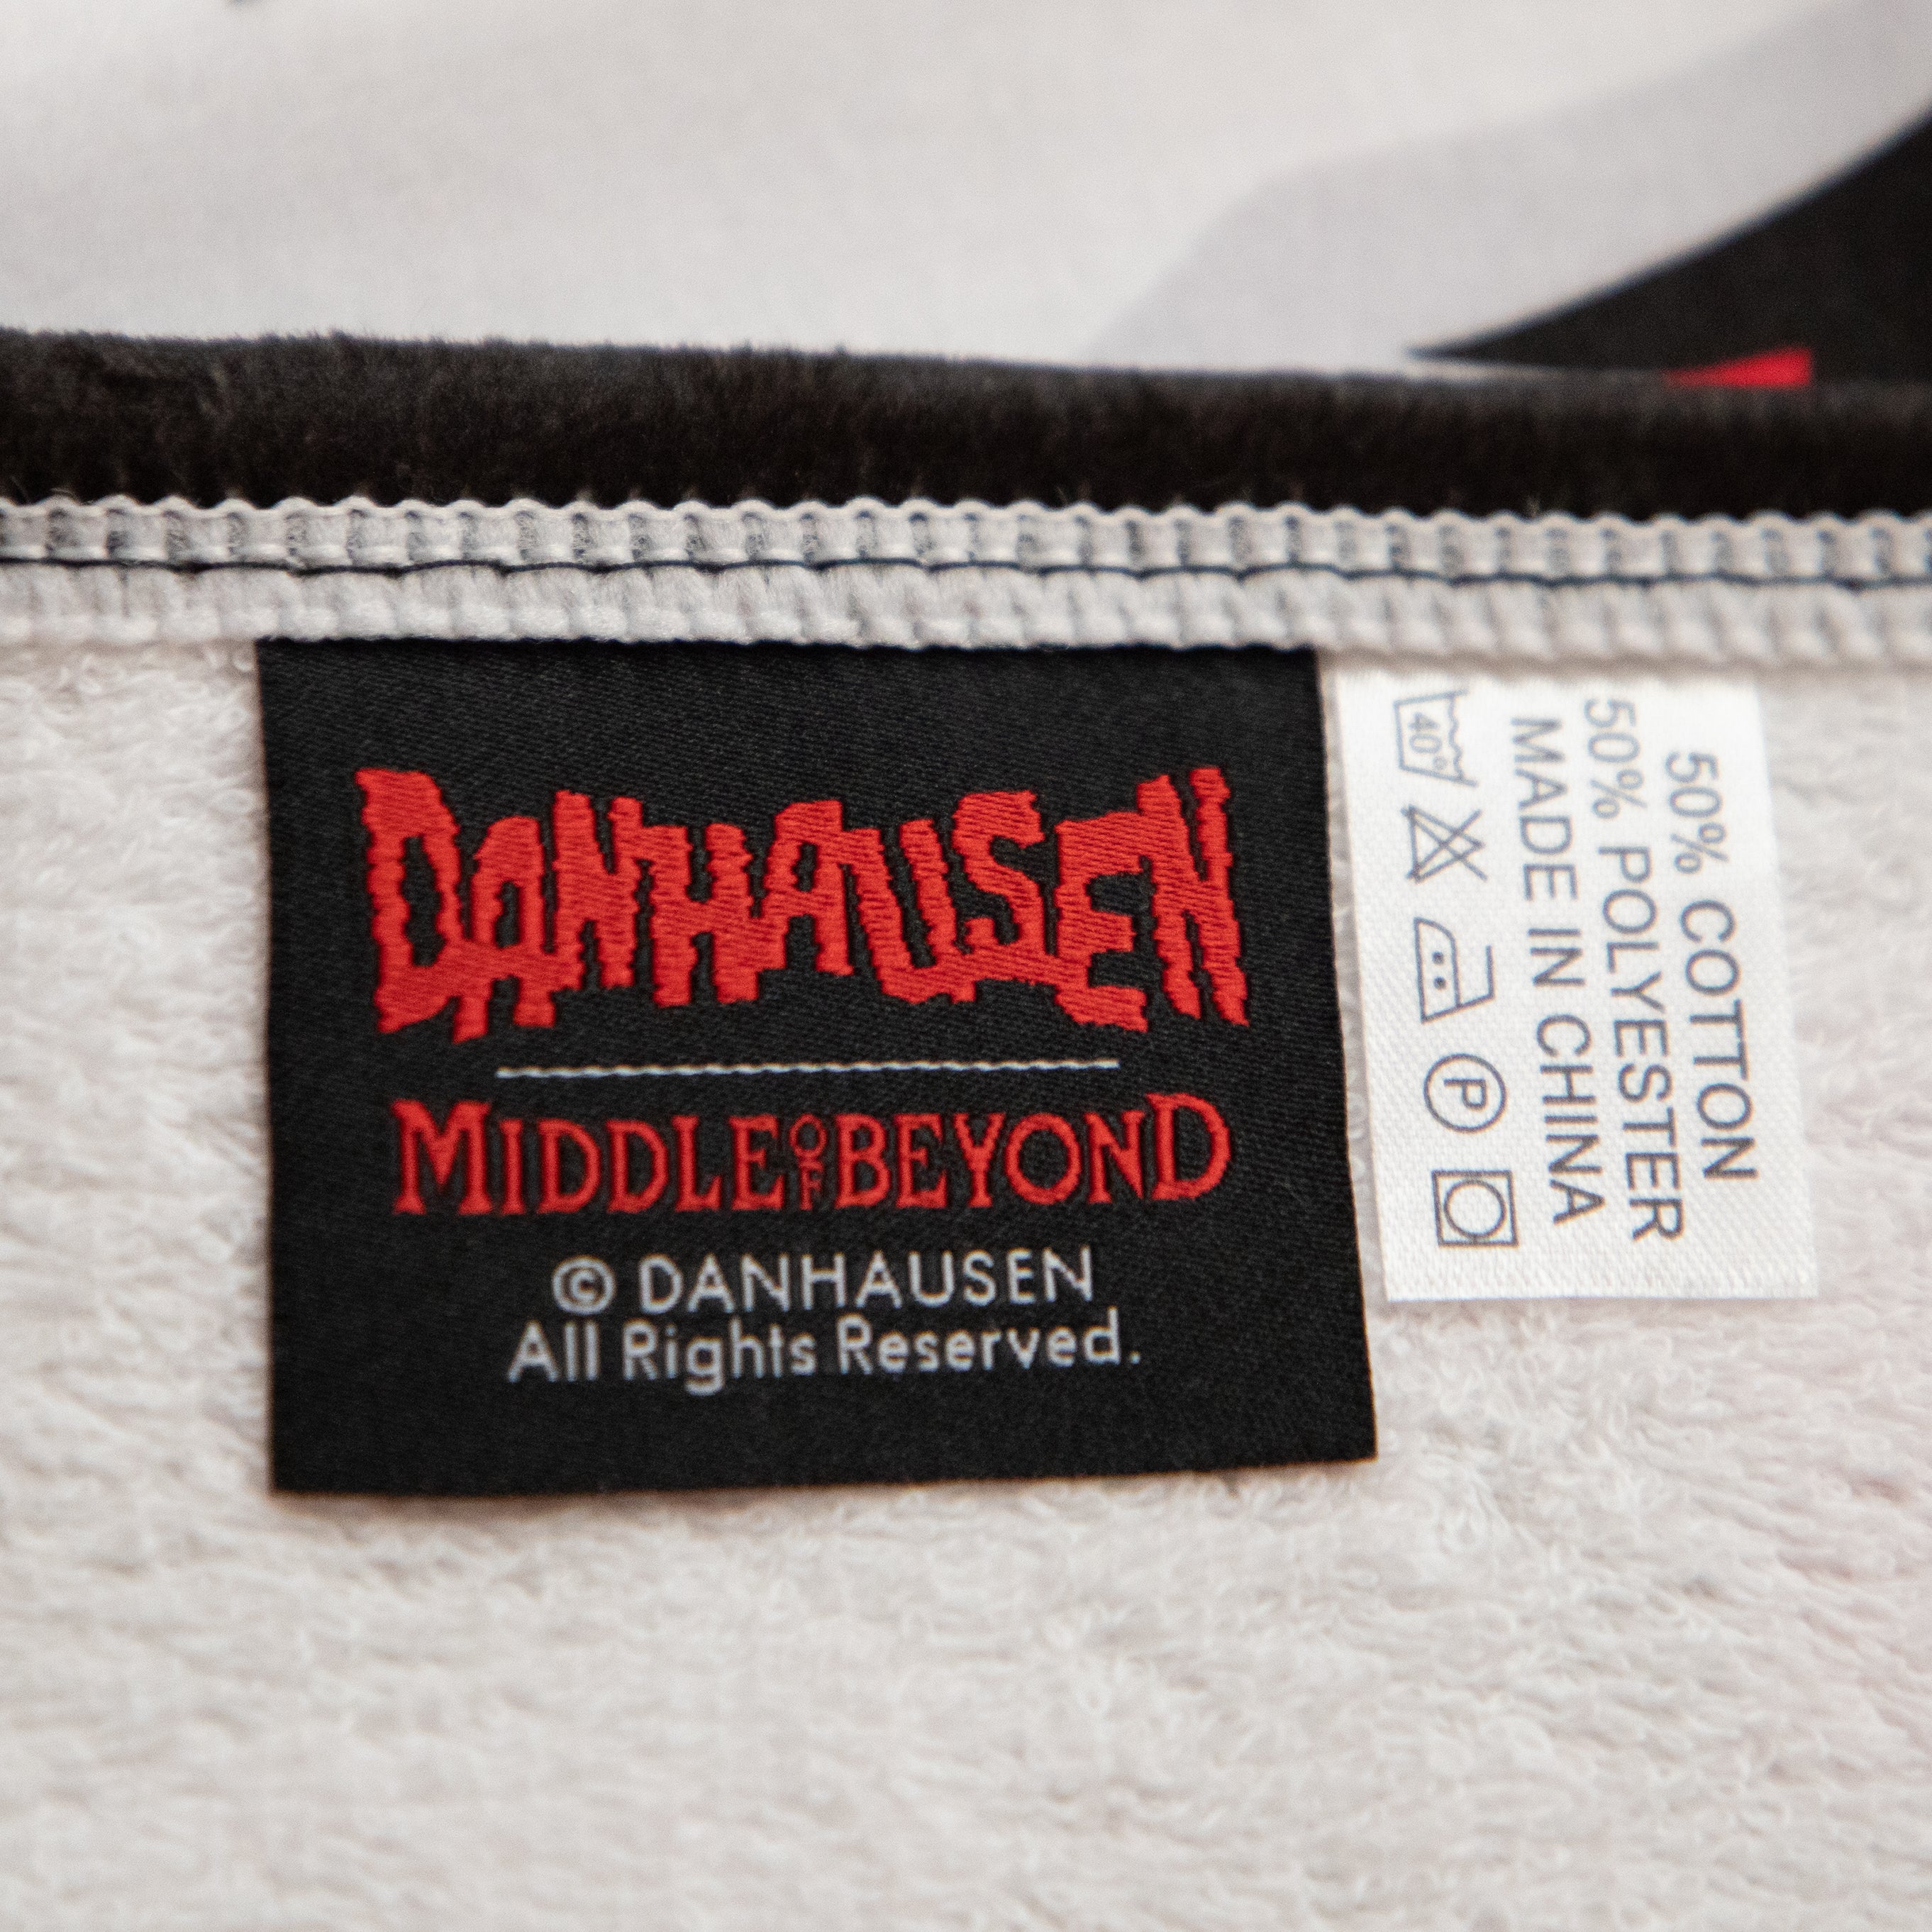 DANHAUSEN
MIDDLE OF BEYOND
© DANHAUSEN
All Rights Reserved.
50% COTTON
50% POLYESTER
MADE IN CHINA
40° P